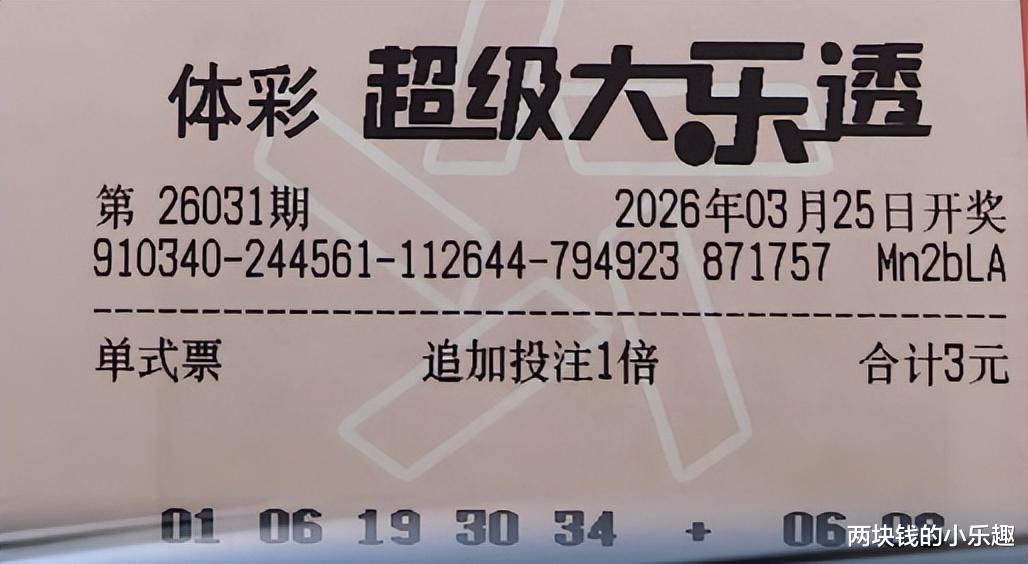 体彩 超级大乐透
第 26031期 2026年03月25日开奖
910340-244561-112644-794923 871757 Mn2bLA
单式票 追加投注1倍 合计3元
01 06 19 30 34 + 06
两块钱的小乐趣